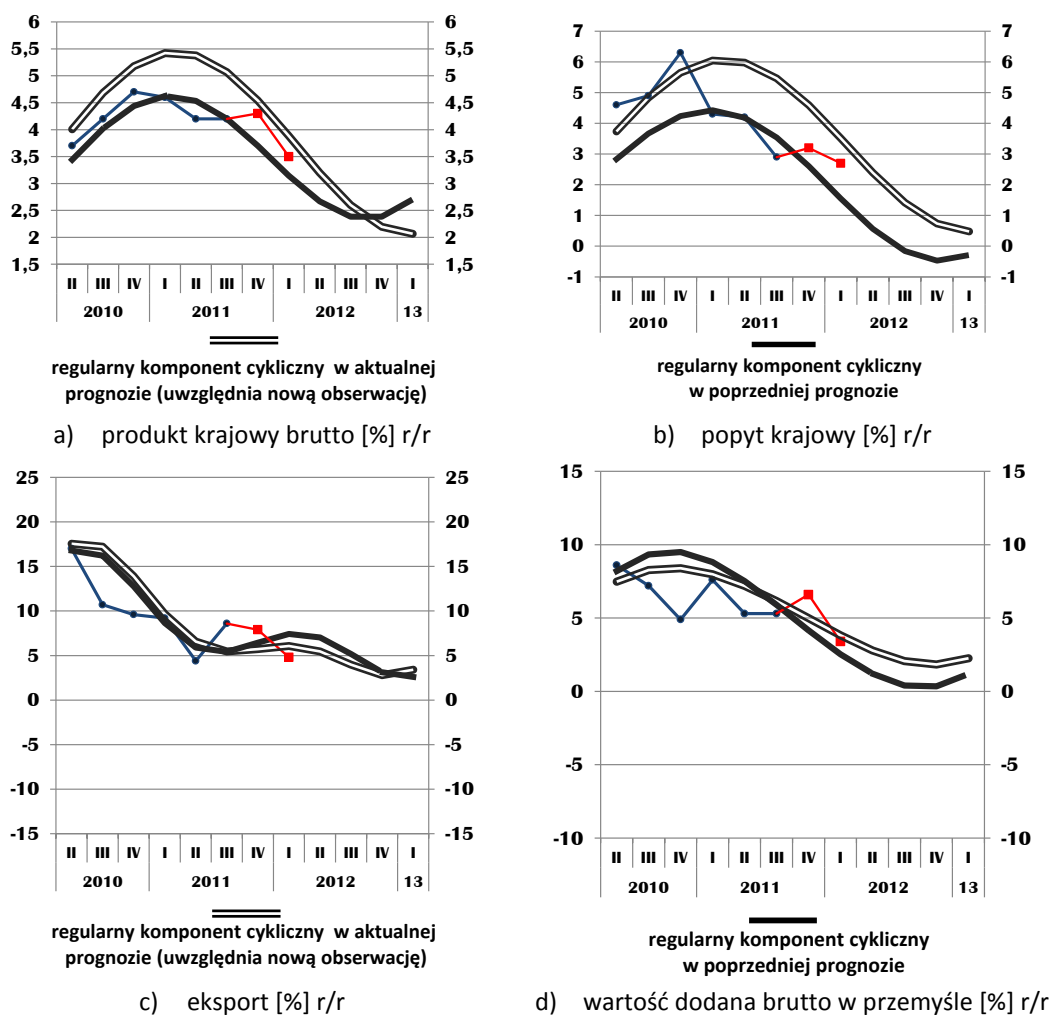 6 6 7 7
5,5 5,5 6 6
5 5 5 5
4,5 4,5 4 4
4 4 3 3
3,5 3,5 2 2
3 3 1 1
2,5 2,5 0 0
2 2
1,5 1,5 -1 -1
II III IV I II III IV I II III IV I
2010 2011 2012 13
II III IV I II III IV I II III IV I
2010 2011 2012 13
regularny komponent cykliczny w aktualnej
prognozie (uwzględnia nową obserwację)
regularny komponent cykliczny
w poprzedniej prognozie
a) produkt krajowy brutto [%] r/r
b) popyt krajowy [%] r/r
25 25 15 15
20 20
15 15 10 10
10 10 5 5
5 5
0 0 0 0
-5 -5 -5 -5
-10 -10
-15 -15 -10 -10
II III IV I II III IV I II III IV I
2010 2011 2012 13
II III IV I II III IV I II III IV I
2010 2011 2012 13
regularny komponent cykliczny w aktualnej
prognozie (uwzględnia nową obserwację)
regularny komponent cykliczny
w poprzedniej prognozie
c) eksport [%] r/r
d) wartość dodana brutto w przemyśle [%] r/r